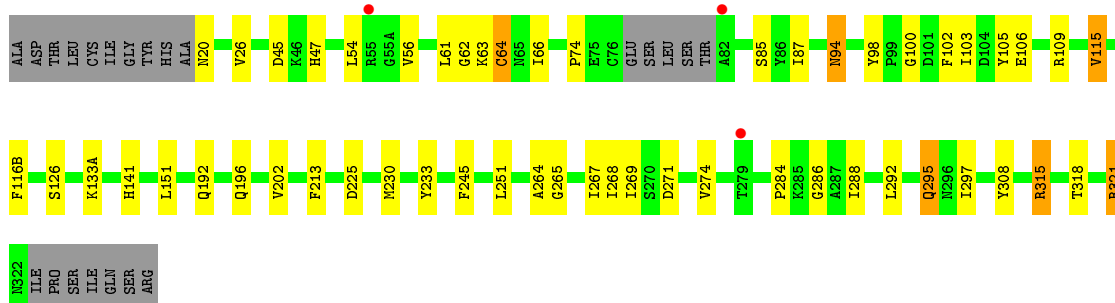 ALA ASP THR LEU CYS ILE GLY TYR HIS ALA N20 V26 D45 K46 H47 L54 R55 G55A V56 L61 G62 K63 C64 N65 I66 P74 E75 C76 GLU SER LEU SER THR A82 S85 Y86 I87 N94 Y98 P99 G100 D101 F102 I103 D104 Y105 E106 R109 V115
F116B S126 K133A H141 L151 Q192 Q196 V202 F213 D225 M230 Y233 F245 L251 A264 G265 I267 I268 I269 S270 D271 V274 T279 P284 K285 G286 A287 I288 L292 Q295 N296 I297 Y308 R315 T318 R321
N322 ILE PRO SER ILE GLN SER ARG